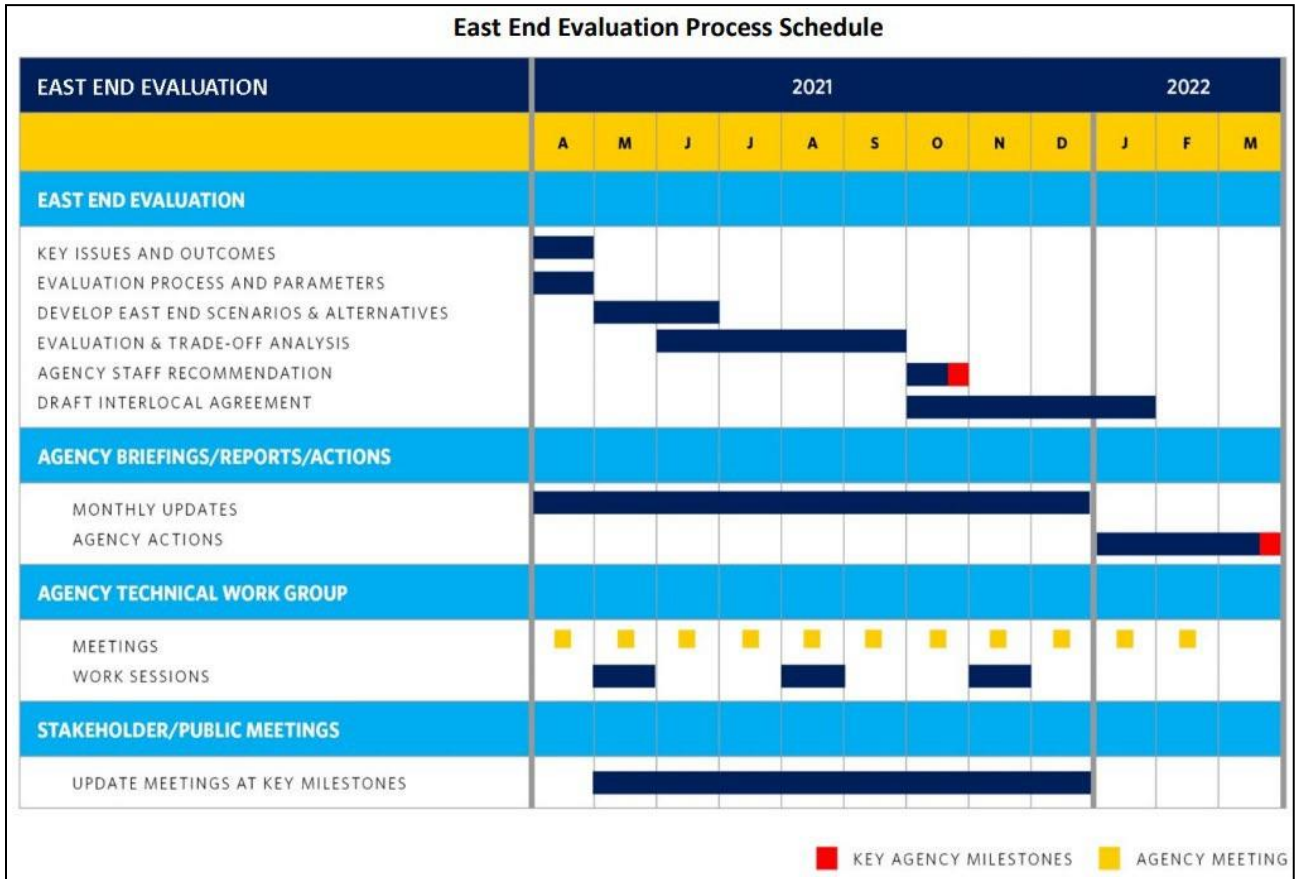 East End Evaluation Process Schedule
EAST END EVALUATION 2021 2022
A M J J A S O N D J F M
EAST END EVALUATION
KEY ISSUES AND OUTCOMES
EVALUATION PROCESS AND PARAMETERS
DEVELOP EAST END SCENARIOS & ALTERNATIVES
EVALUATION & TRADE-OFF ANALYSIS
AGENCY STAFF RECOMMENDATION
DRAFT INTERLOCAL AGREEMENT
AGENCY BRIEFINGS/REPORTS/ACTIONS
MONTHLY UPDATES
AGENCY ACTIONS
AGENCY TECHNICAL WORK GROUP
MEETINGS
WORK SESSIONS
STAKEHOLDER/PUBLIC MEETINGS
UPDATE MEETINGS AT KEY MILESTONES
KEY AGENCY MILESTONES AGENCY MEETING